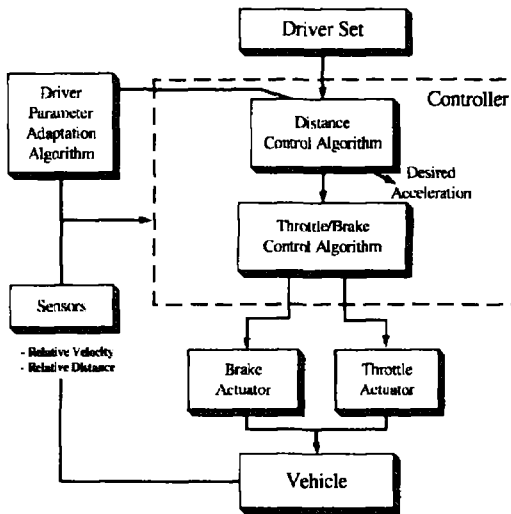 Driver Set
Driver
Parameter
Adaptation
Algorithm
Controller
Distance
Control Algorithm
Desired
Acceleration
Throttle/Brake
Control Algorithm
Sensors
- Relative Velocity
- Relative Distance
Brake
Actuator
Throttle
Actuator
Vehicle